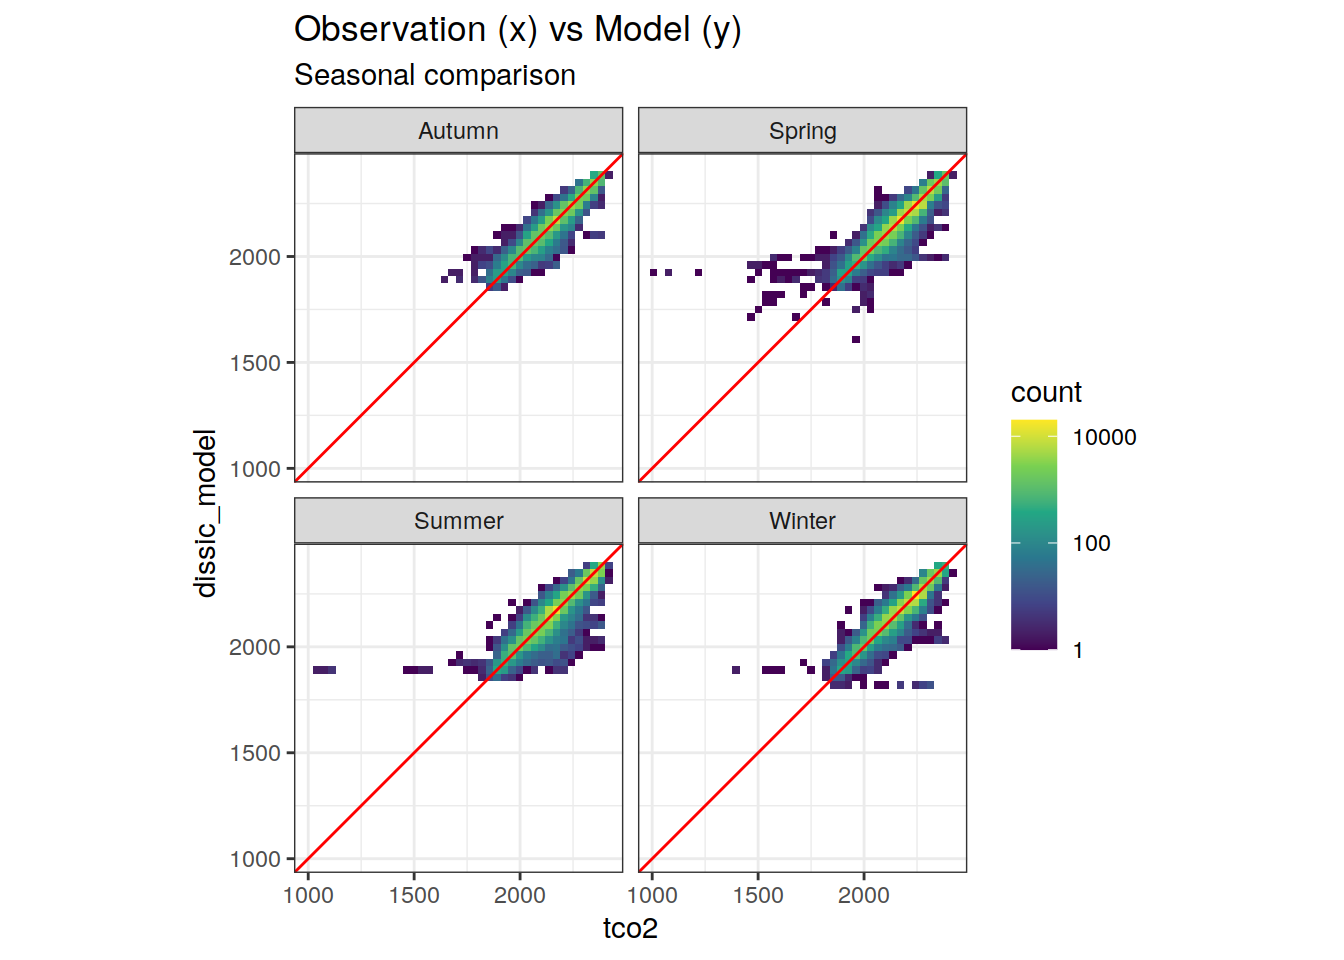 Observation (x) vs Model (y)
Seasonal comparison
Autumn
Spring
2000
1500
1000
Summer
Winter
2000
1500
1000
1000
1500
2000
1000
1500
2000
dissic_model
tco2
count
10000
100
1